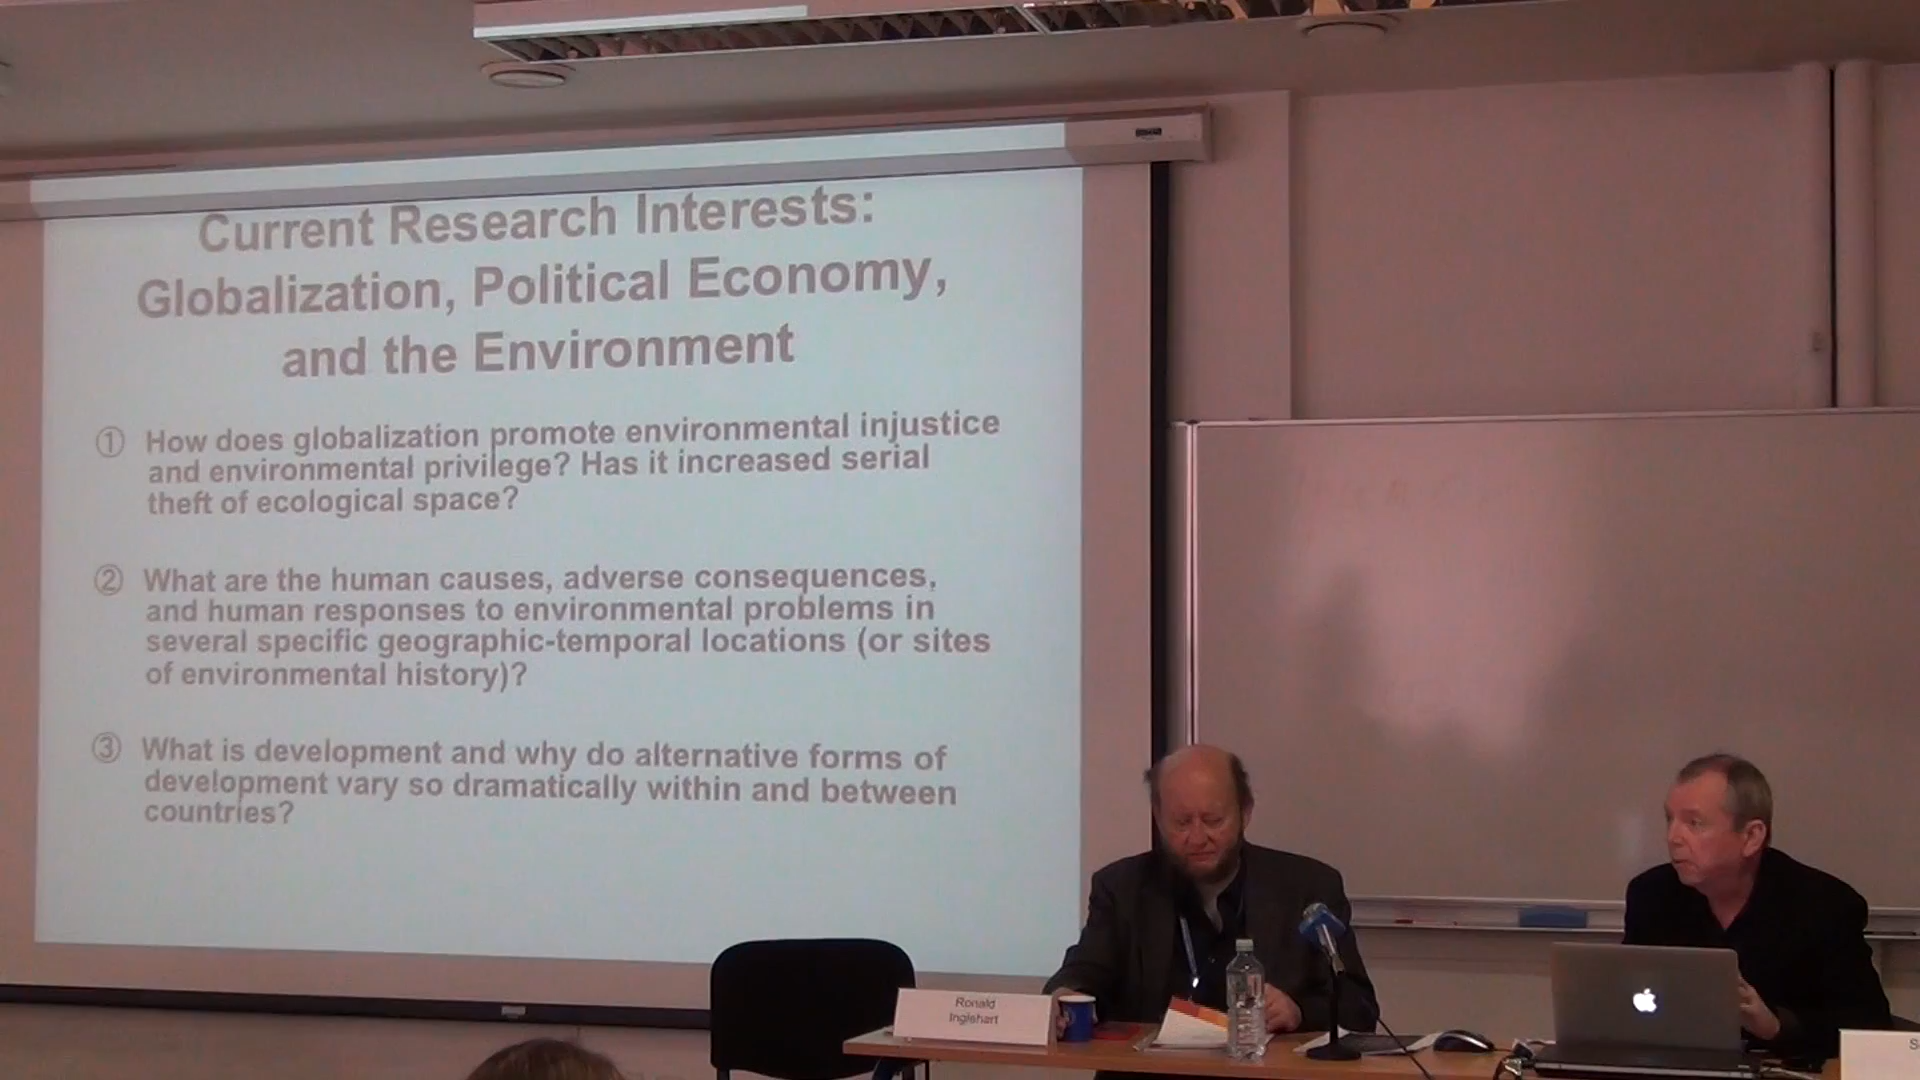 Current Research Interests:
Globalization, Political Economy,
and the Environment
① How does globalization promote environmental injustice
and environmental privilege? Has it increased serial
theft of ecological space?
② What are the human causes, adverse consequences,
and human responses to environmental problems in
several specific geographic-temporal locations (or sites
of environmental history)?
③ What is development and why do alternative forms of
development vary so dramatically within and between
countries?
Ronald
Inglehart